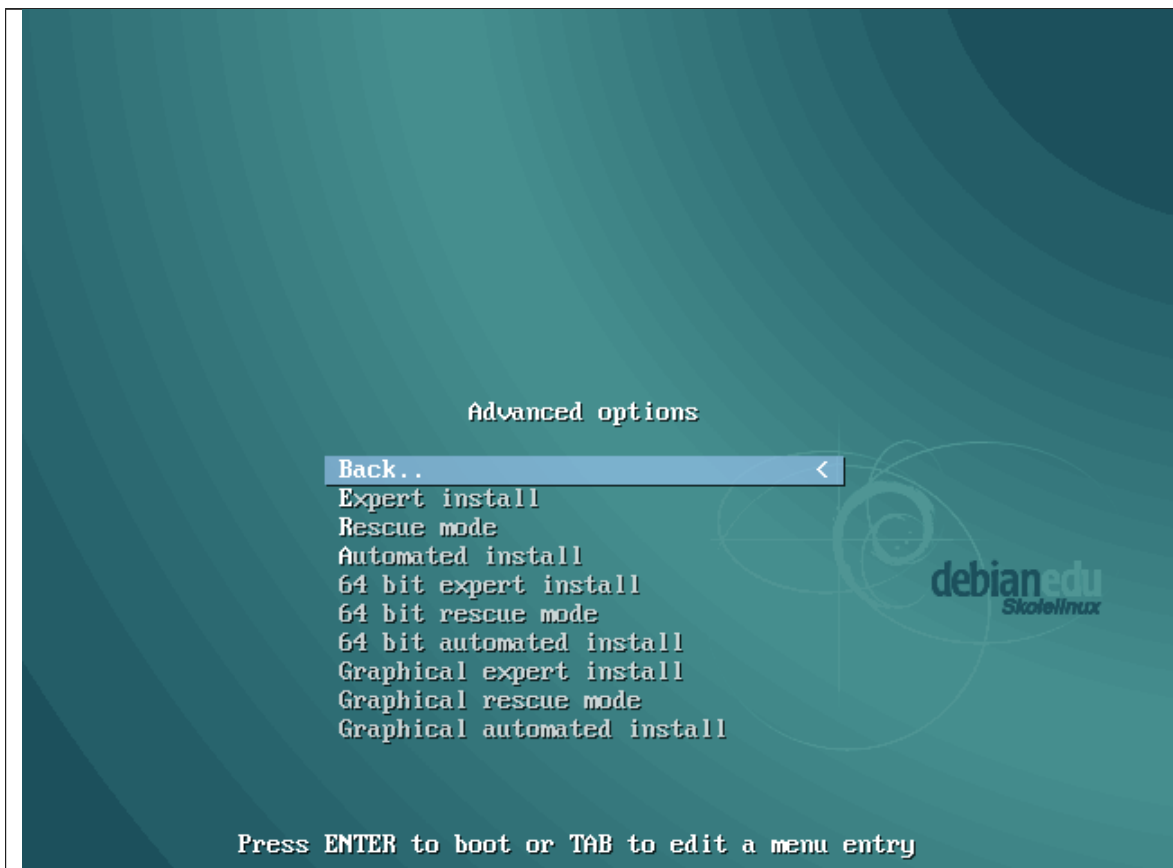 Advanced options
Back.. <
Expert install
Rescue mode
Automated install
64 bit expert install
64 bit rescue mode
64 bit automated install
Graphical expert install
Graphical rescue mode
Graphical automated install
debianedu
Skolelinux
Press ENTER to boot or TAB to edit a menu entry